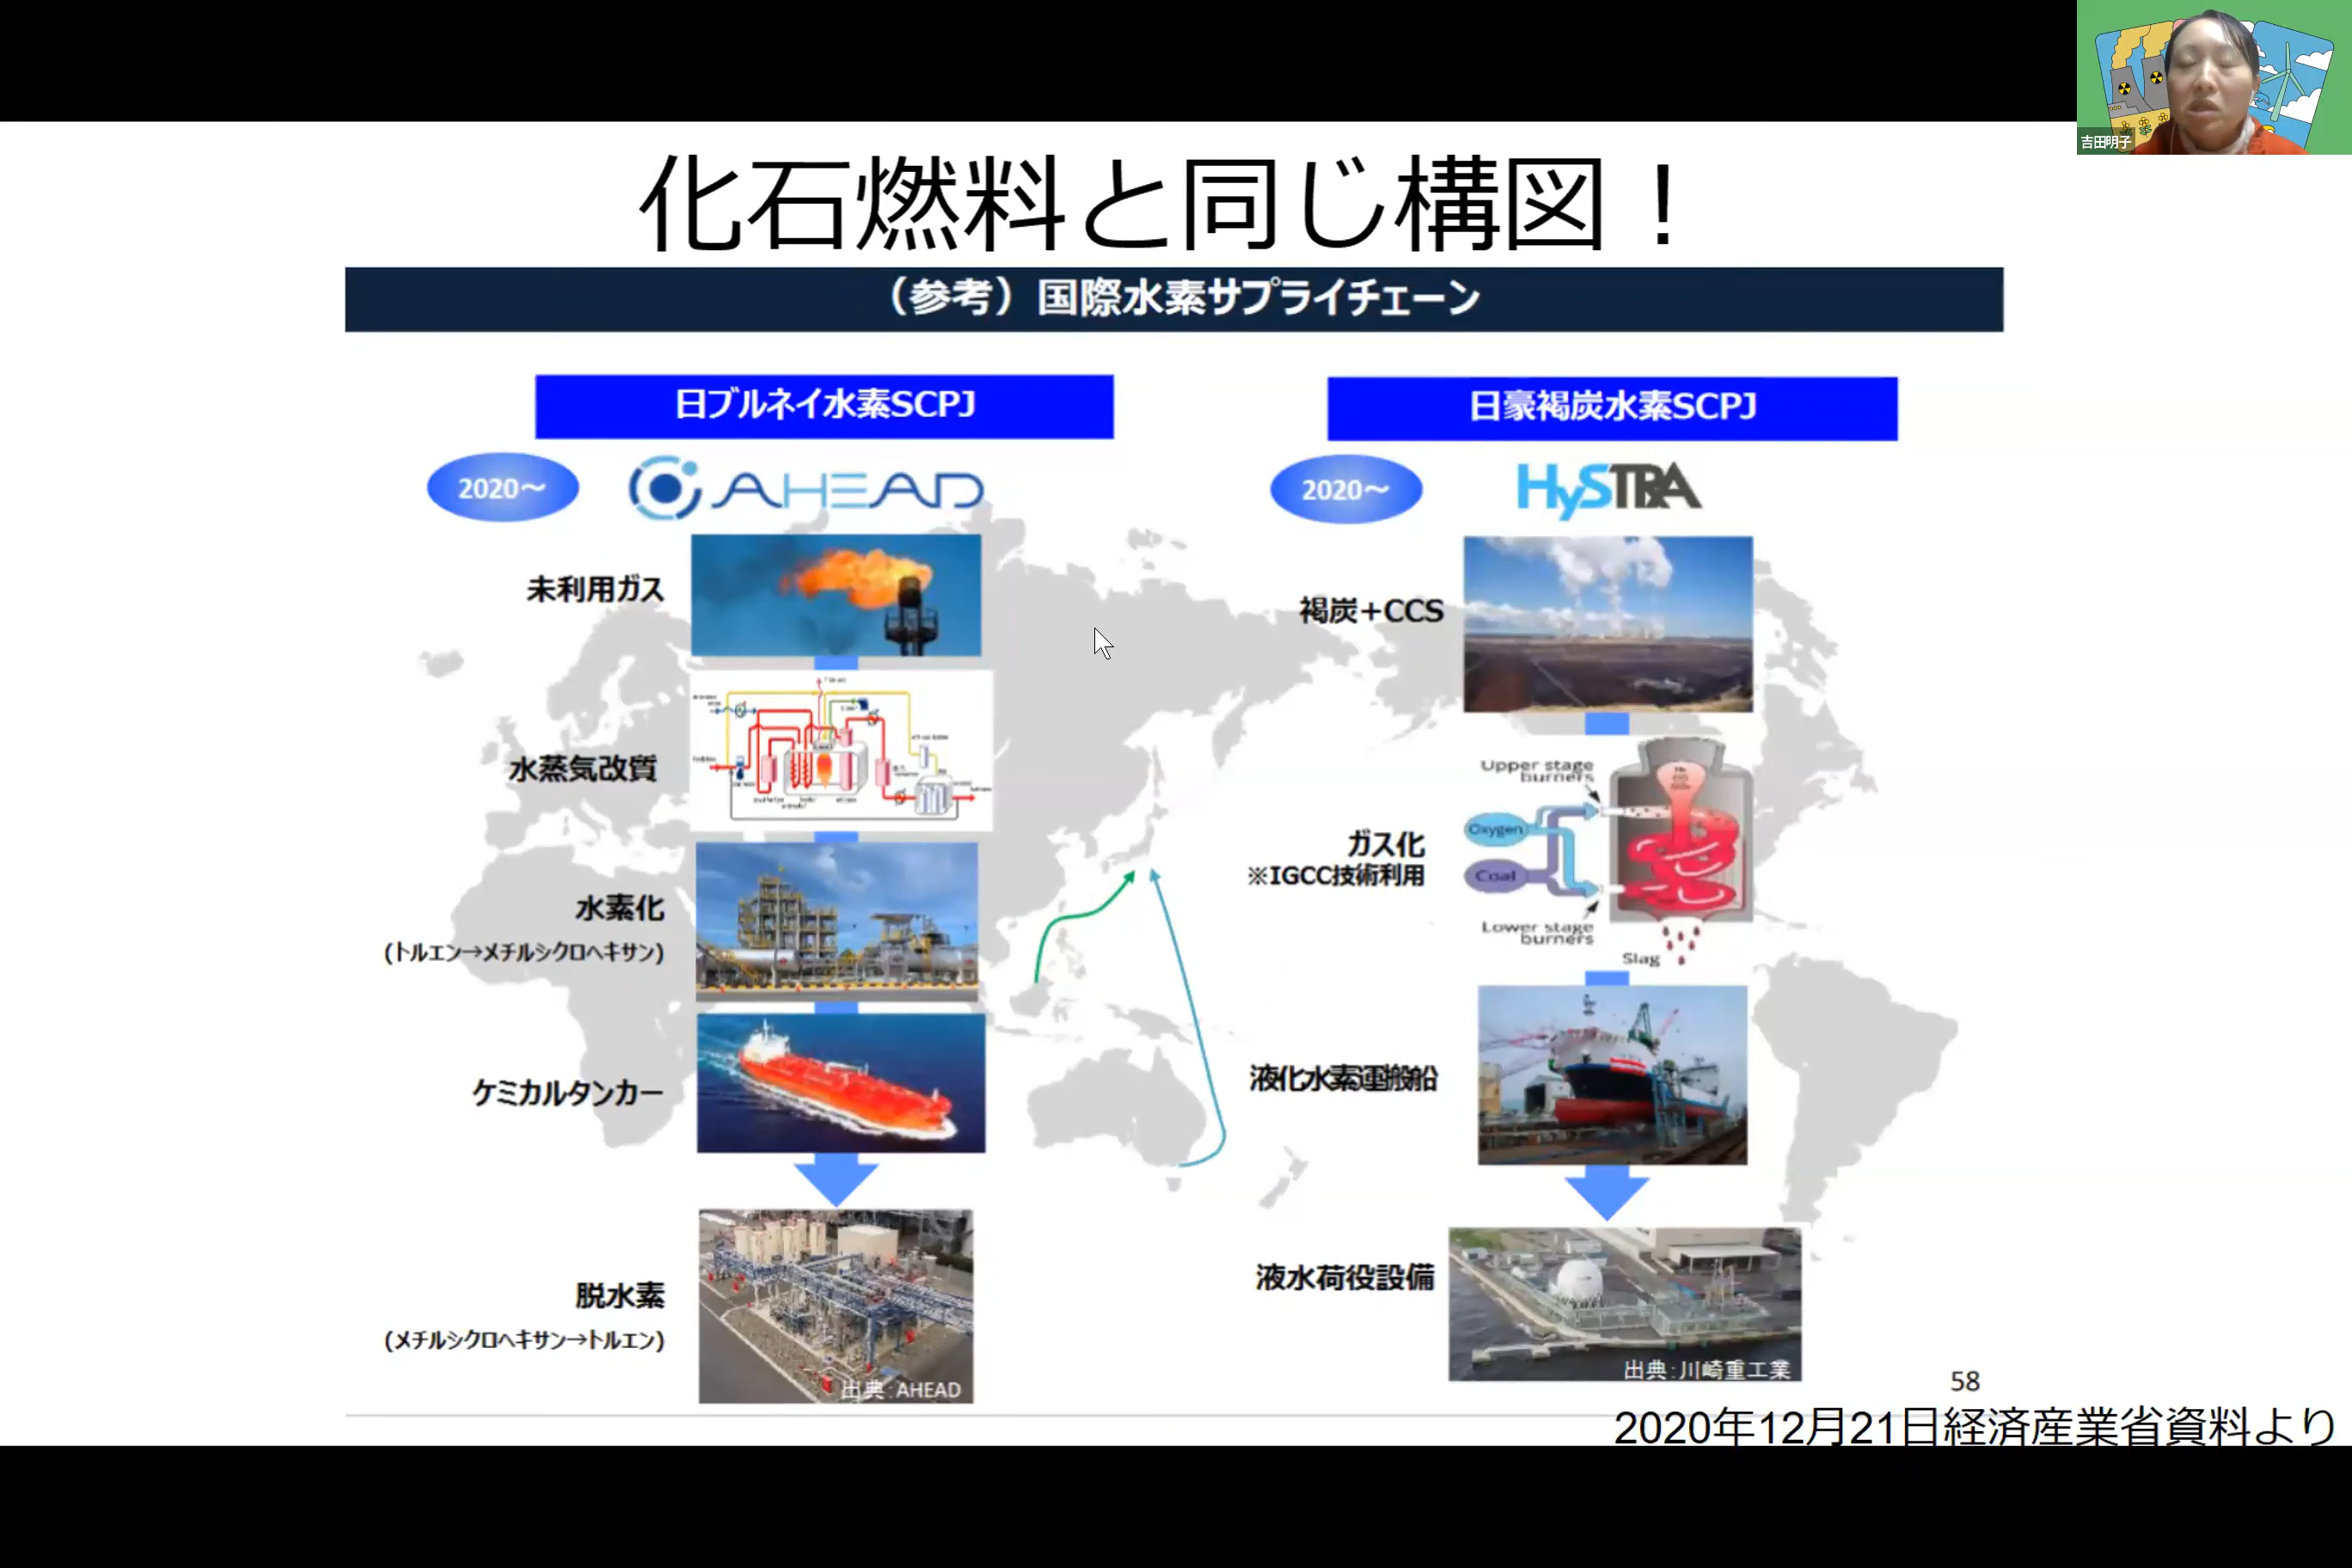 吉田明子
化石燃料と同じ構図！
（参考）国際水素サプライチェーン
日ブルネイ水素SCPJ
2020～
AHEAD
未利用ガス
水蒸気改質
水素化
(トルエン→メチルシクロヘキサン)
ケミカルタンカー
脱水素
(メチルシクロヘキサン→トルエン)
出典：AHEAD
日豪褐炭水素SCPJ
2020～
HySTRA
褐炭＋CCS
ガス化
※IGCC技術利用
Upper stage
burners
Oxygen
Coal
Lower stage
burners
Slag
液化水素運搬船
液水荷役設備
出典：川崎重工業
58
2020年12月21日経済産業省資料より